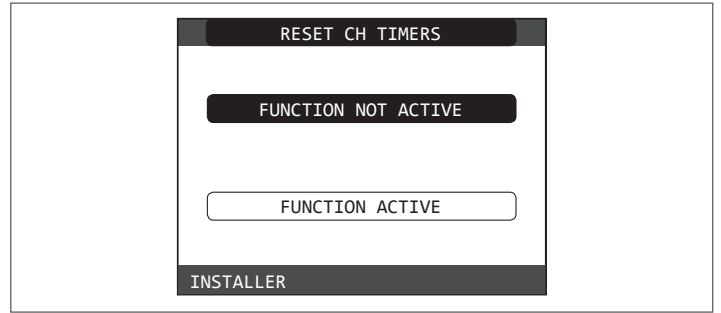 RESET CH TIMERS
FUNCTION NOT ACTIVE
FUNCTION ACTIVE
INSTALLER